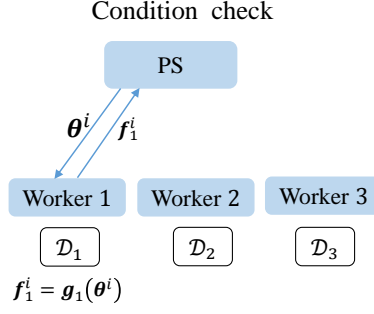 Condition check
PS
θ^i f_1^i
Worker 1 Worker 2 Worker 3
𝒟_1 𝒟_2 𝒟_3
f_1^i = g_1(θ^i)